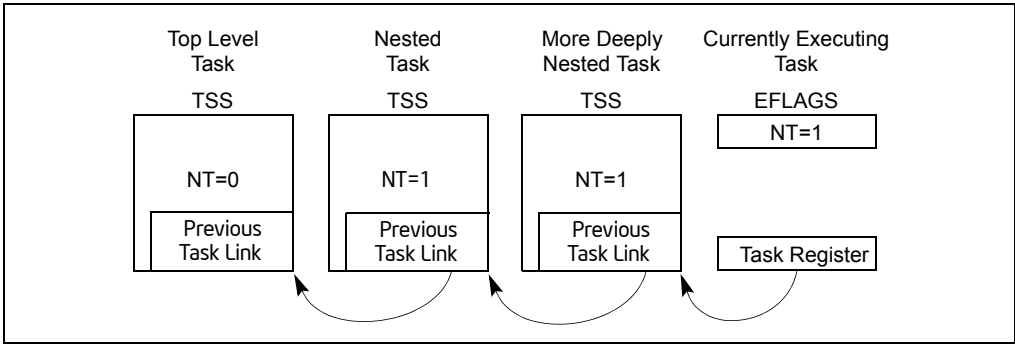 Top Level
Task
TSS
NT=0
Previous
Task Link
Nested
Task
TSS
NT=1
Previous
Task Link
More Deeply
Nested Task
TSS
NT=1
Previous
Task Link
Currently Executing
Task
EFLAGS
NT=1
Task Register